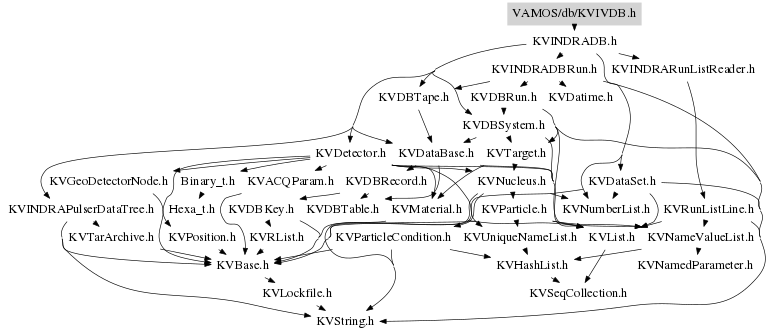 VAMOS/db/KVIVDB.h
KVINDRADB.h
KVINDRADBRun.h
KVINDRARunListReader.h
KVDBTape.h
KVDBRun.h
KVDatime.h
KVDBSystem.h
KVDetector.h
KVDataBase.h
KVTarget.h
KVGeoDetectorNode.h
Binary_t.h
KVACQParam.h
KVDBRecord.h
KVNucleus.h
KVDataSet.h
KVINDRAPulserDataTree.h
Hexa_t.h
KVDBKey.h
KVDBTable.h
KVMaterial.h
KVParticle.h
KVNumberList.h
KVRunListLine.h
KVTarArchive.h
KVPosition.h
KVRList.h
KVParticleCondition.h
KVUniqueNameList.h
KVList.h
KVNameValueList.h
KVBase.h
KVHashList.h
KVNamedParameter.h
KVLockfile.h
KVSeqCollection.h
KVString.h